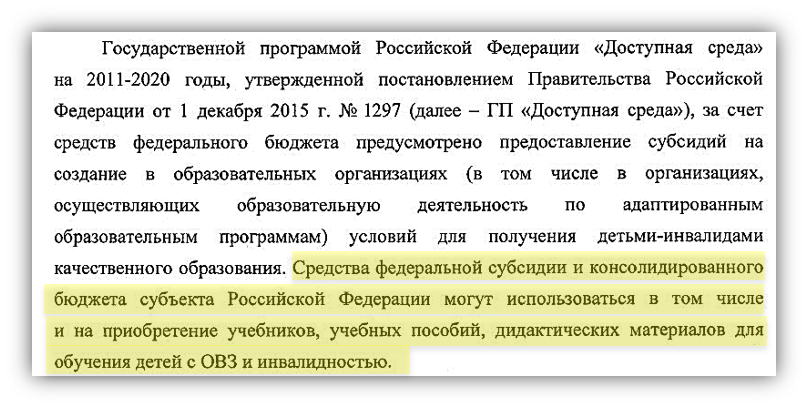 Государственной программой Российской Федерации «Доступная среда»
на 2011-2020 годы, утвержденной постановлением Правительства Российской
Федерации от 1 декабря 2015 г. № 1297 (далее – ГП «Доступная среда»), за счет
средств федерального бюджета предусмотрено предоставление субсидий на
создание в образовательных организациях (в том числе в организациях,
осуществляющих образовательную деятельность по адаптированным
образовательным программам) условий для получения детьми-инвалидами
качественного образования. Средства федеральной субсидии и консолидированного
бюджета субъекта Российской Федерации могут использоваться в том числе
и на приобретение учебников, учебных пособий, дидактических материалов для
обучения детей с ОВЗ и инвалидностью.